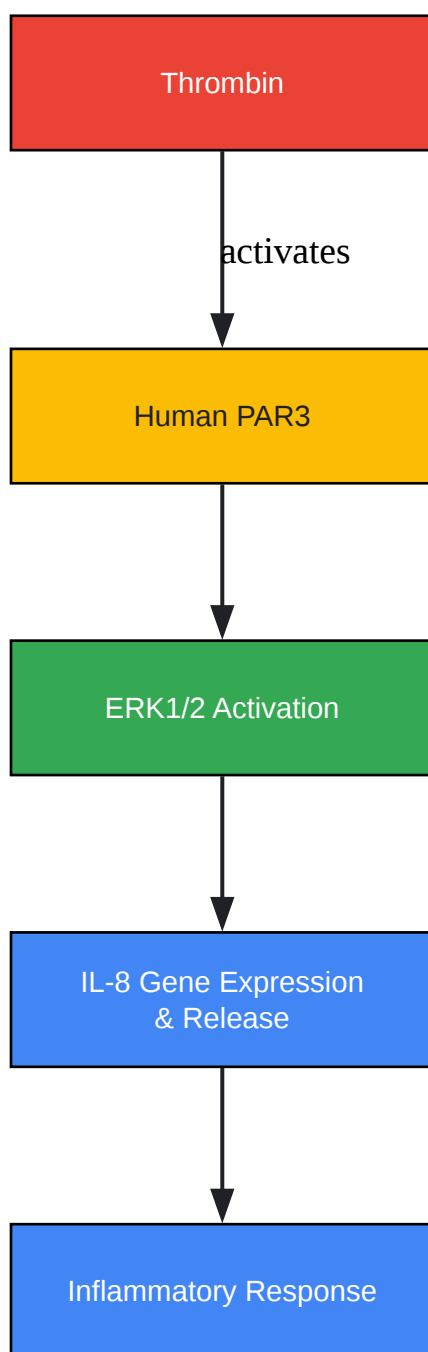 Thrombin
activates
Human PAR3
ERK1/2 Activation
IL-8 Gene Expression
& Release
Inflammatory Response